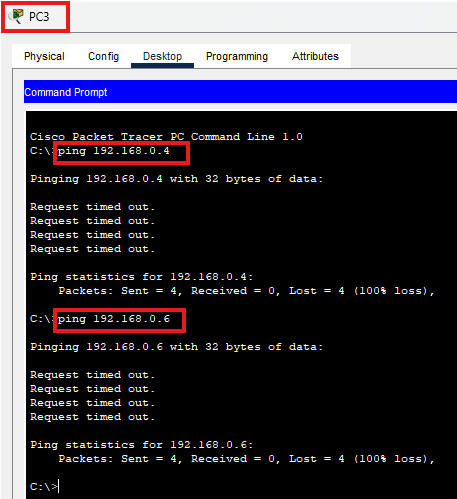 PC3
Physical Config Desktop Programming Attributes
Command Prompt
Cisco Packet Tracer PC Command Line 1.0
C:\>ping 192.168.0.4
Pinging 192.168.0.4 with 32 bytes of data:
Request timed out.
Request timed out.
Request timed out.
Request timed out.
Ping statistics for 192.168.0.4:
Packets: Sent = 4, Received = 0, Lost = 4 (100% loss),
C:\>ping 192.168.0.6
Pinging 192.168.0.6 with 32 bytes of data:
Request timed out.
Request timed out.
Request timed out.
Request timed out.
Ping statistics for 192.168.0.6:
Packets: Sent = 4, Received = 0, Lost = 4 (100% loss),
C:\>